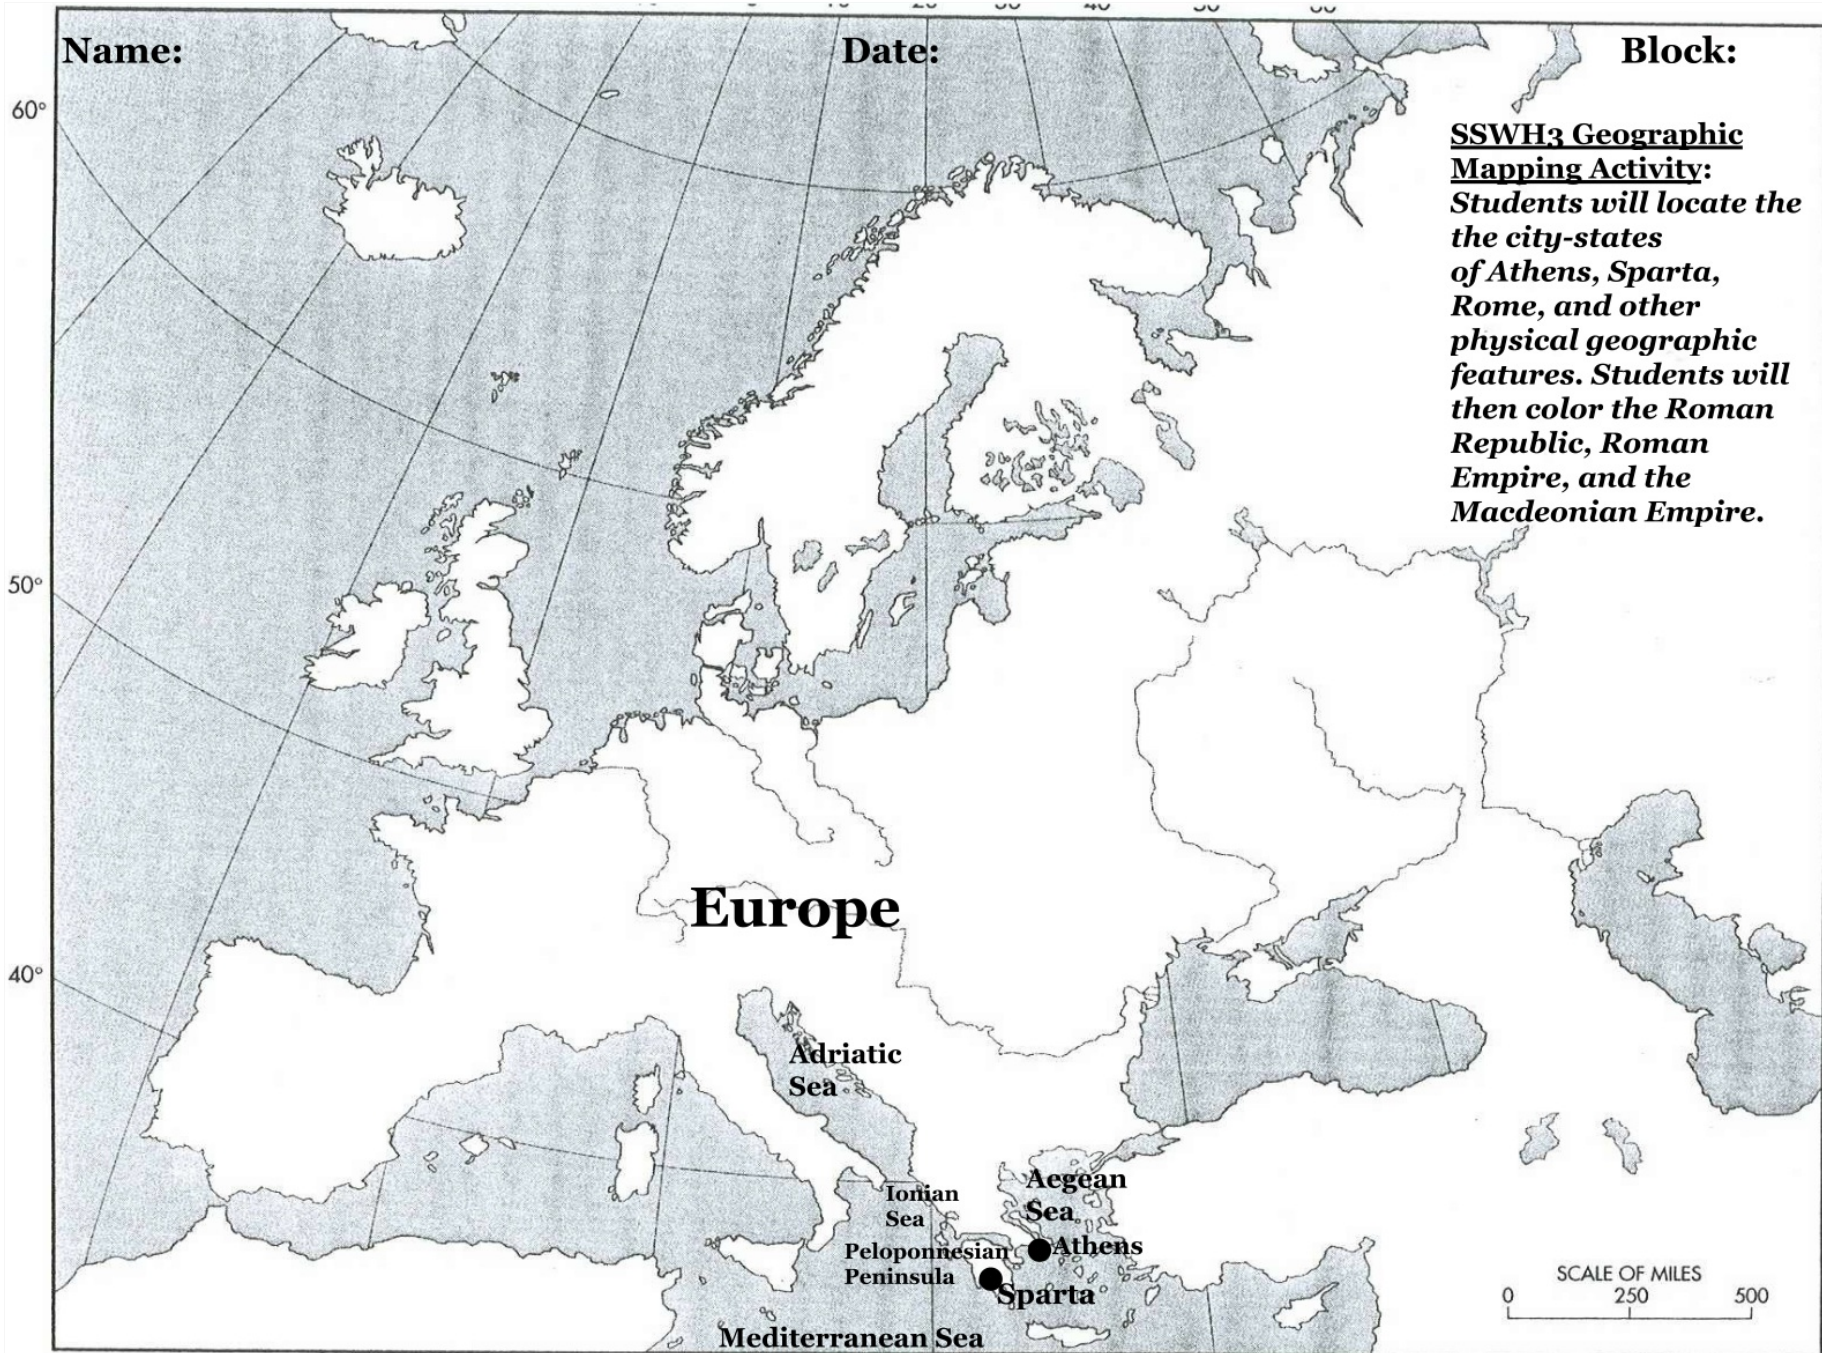 Name:
Date:
Block:
60°
SSWH3 Geographic
Mapping Activity:
Students will locate the
the city-states
of Athens, Sparta,
Rome, and other
physical geographic
features. Students will
then color the Roman
Republic, Roman
Empire, and the
Macdeonian Empire.
50°
Europe
40°
Adriatic
Sea
Aegean
Sea
Ionian
Sea
Athens
Peloponnesian
Peninsula
Sparta
SCALE OF MILES
0 250 500
Mediterranean Sea